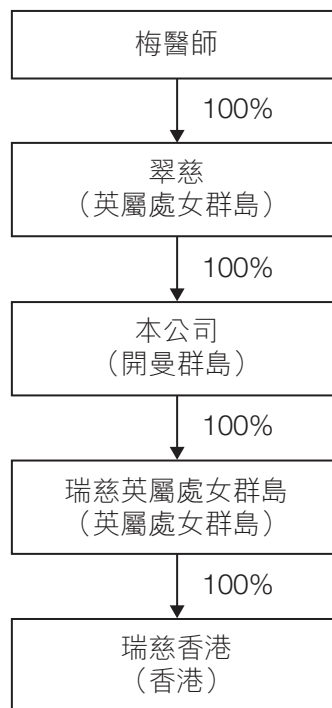 梅醫師
100%
翠慈
（英屬處女群島）
100%
本公司
（開曼群島）
100%
瑞慈英屬處女群島
（英屬處女群島）
100%
瑞慈香港
（香港）